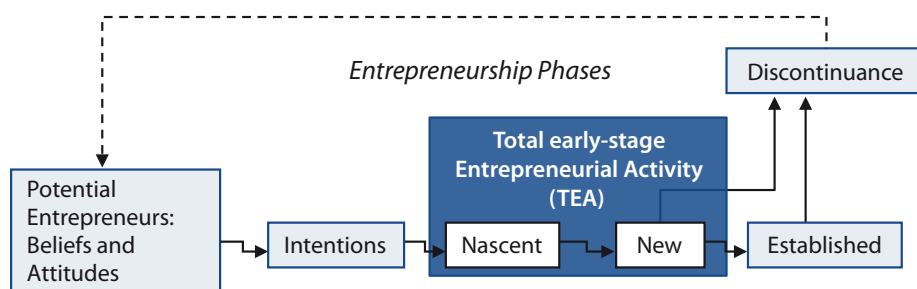 Entrepreneurship Phases
Discontinuance
Total early-stage
Entrepreneurial Activity
(TEA)
Potential
Entrepreneurs:
Beliefs and
Attitudes
Intentions
Nascent
New
Established